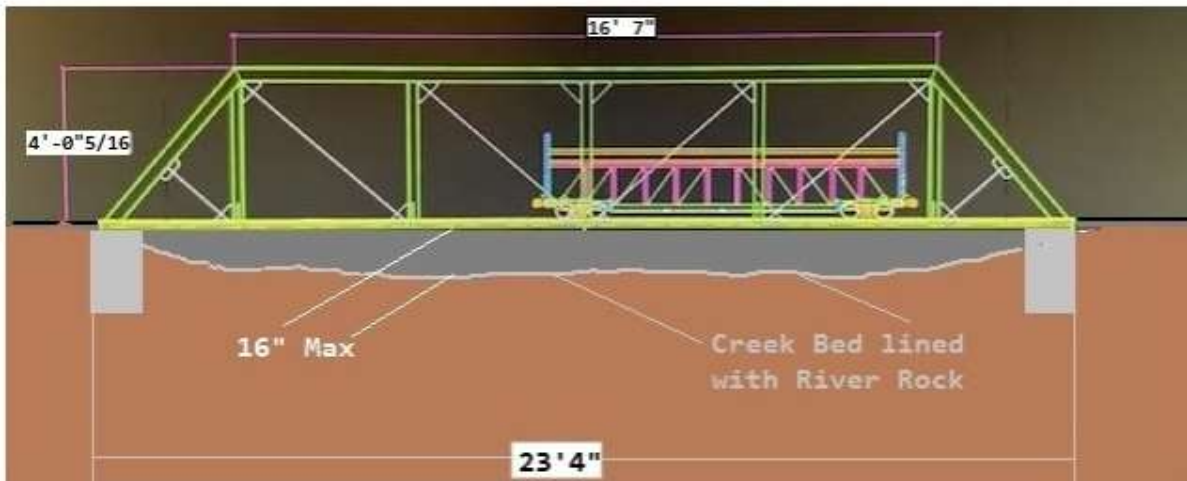 16' 7"
4'-0"5/16
16" Max
Creek Bed lined
with River Rock
23'4"